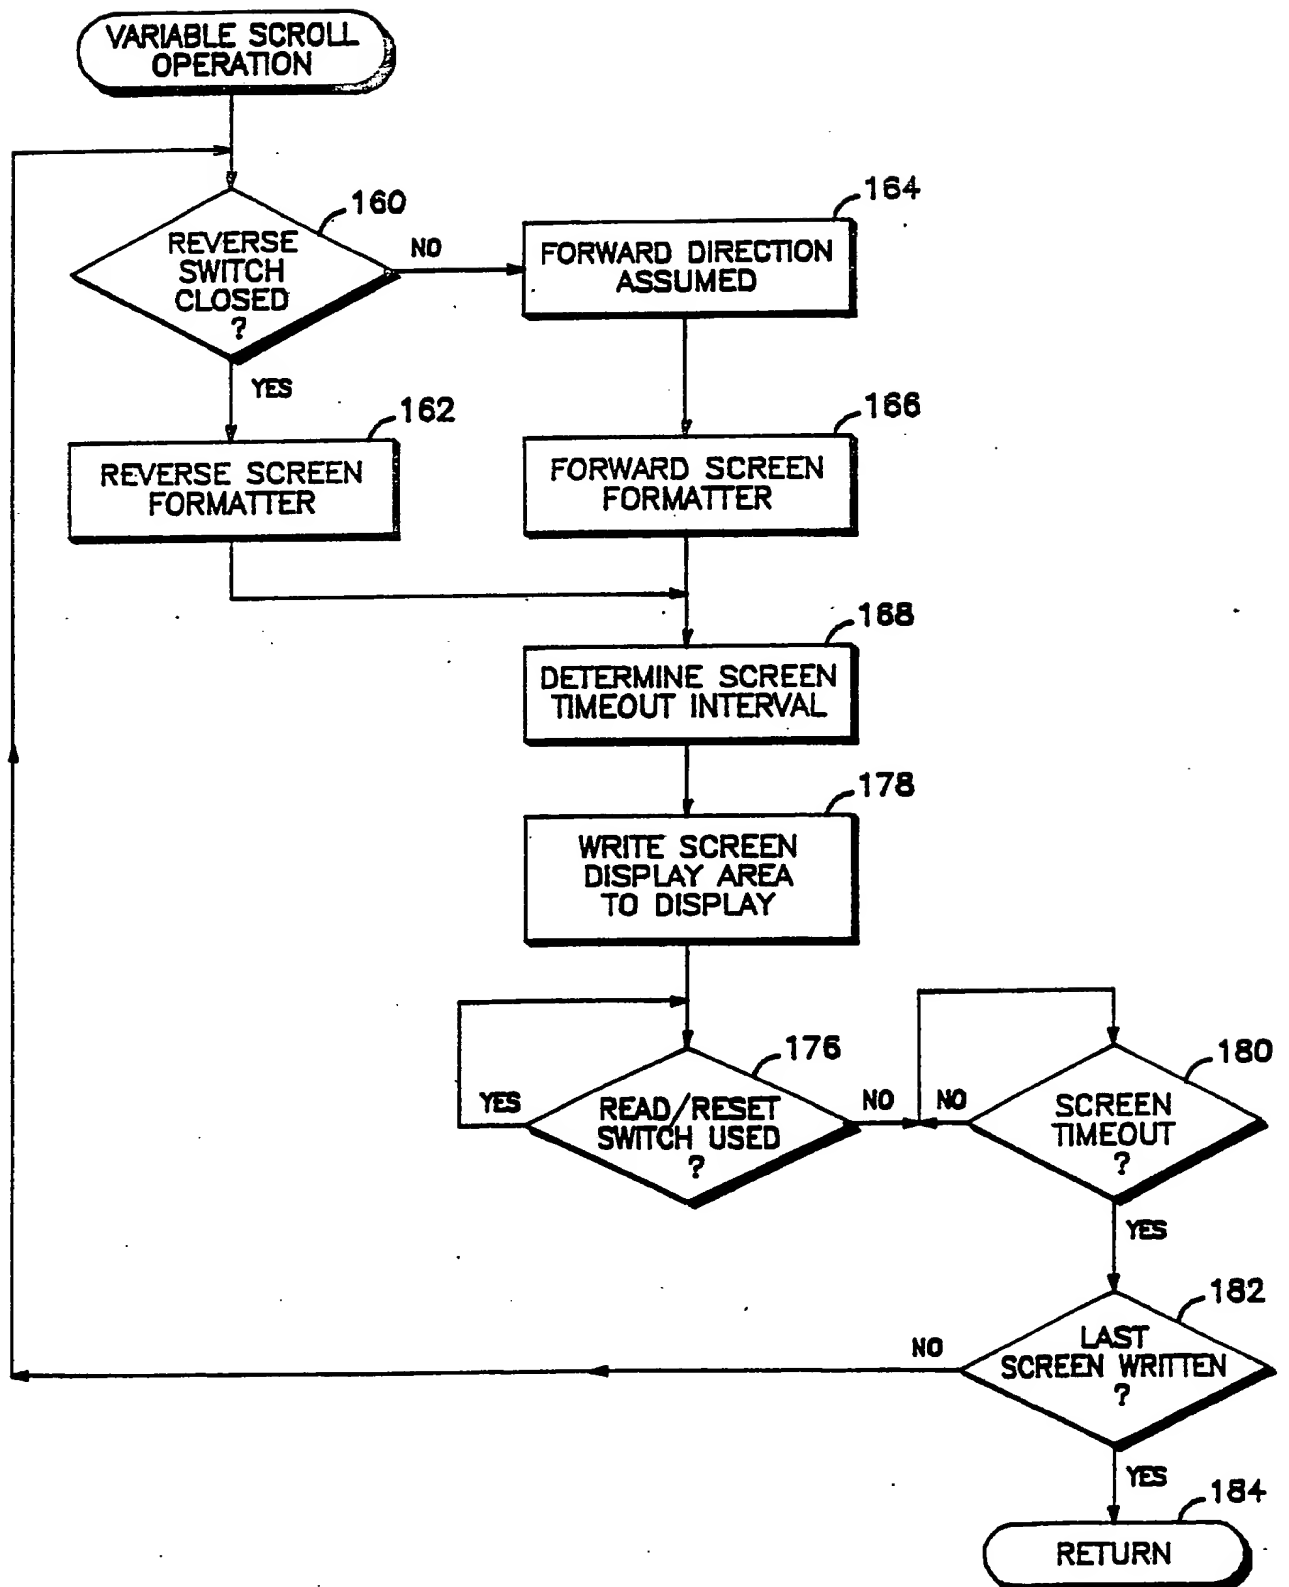 VARIABLE SCROLL
OPERATION
160
REVERSE
SWITCH
CLOSED
?
NO
164
FORWARD DIRECTION
ASSUMED
YES
162
REVERSE SCREEN
FORMATTER
166
FORWARD SCREEN
FORMATTER
168
DETERMINE SCREEN
TIMEOUT INTERVAL
178
WRITE SCREEN
DISPLAY AREA
TO DISPLAY
176
READ/RESET
SWITCH USED
?
YES
NO
NO
180
SCREEN
TIMEOUT
?
YES
182
LAST
SCREEN WRITTEN
?
NO
YES
184
RETURN